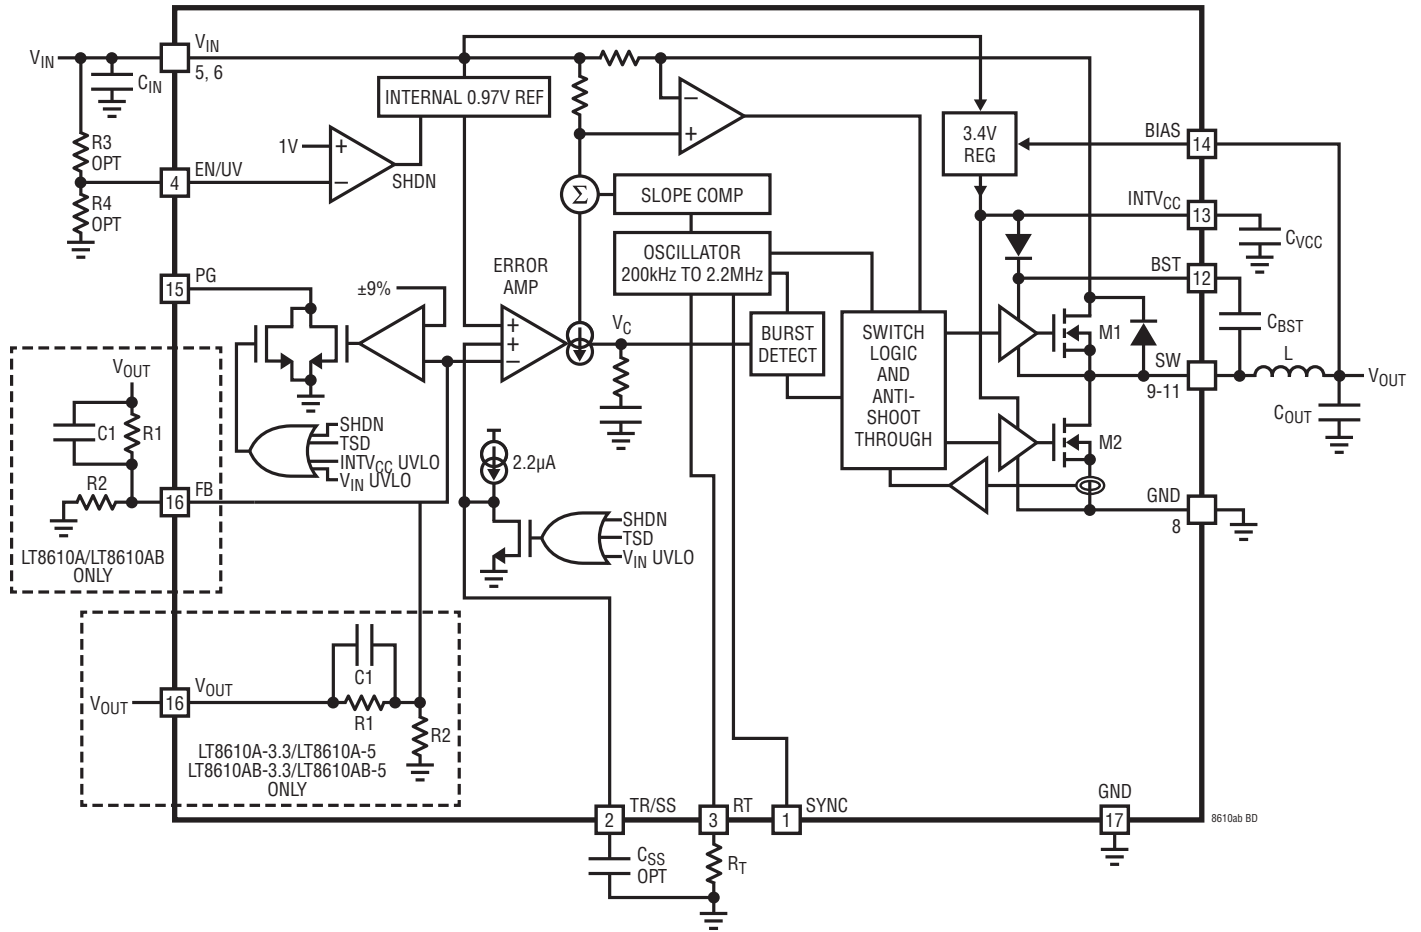 VIN
VIN
5, 6
CIN
R3
OPT
R4
OPT
4
EN/UV
1V
+
−
SHDN
INTERNAL 0.97V REF
−
+
3.4V
REG
BIAS
14
INTVCC
13
CVCC
BST
12
CBST
Σ
SLOPE COMP
OSCILLATOR
200kHz TO 2.2MHz
15
PG
±9%
ERROR
AMP
+
+
−
VC
BURST
DETECT
SWITCH
LOGIC
AND
ANTI-
SHOOT
THROUGH
M1
SW
9-11
L
VOUT
COUT
M2
GND
8
VOUT
C1
R1
R2
16
FB
LT8610A/LT8610AB
ONLY
SHDN
TSD
INTVCC UVLO
VIN UVLO
2.2µA
SHDN
TSD
VIN UVLO
VOUT
16
VOUT
C1
R1
R2
LT8610A-3.3/LT8610A-5
LT8610AB-3.3/LT8610AB-5
ONLY
2
TR/SS
3
RT
1
SYNC
GND
17
8610ab BD
CSS
OPT
RT